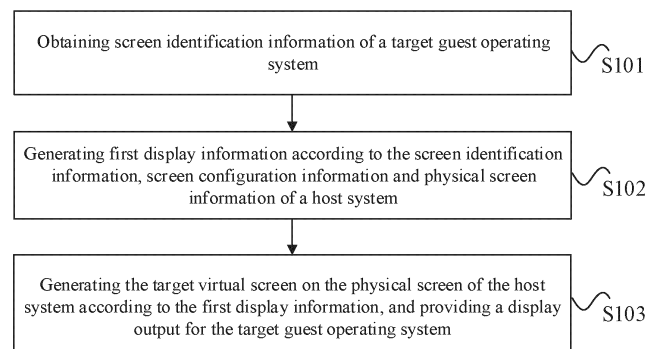 Obtaining screen identification information of a target guest operating
system
S101
Generating first display information according to the screen identification
information, screen configuration information and physical screen
information of a host system
S102
Generating the target virtual screen on the physical screen of the host
system according to the first display information, and providing a display
output for the target guest operating system
S103